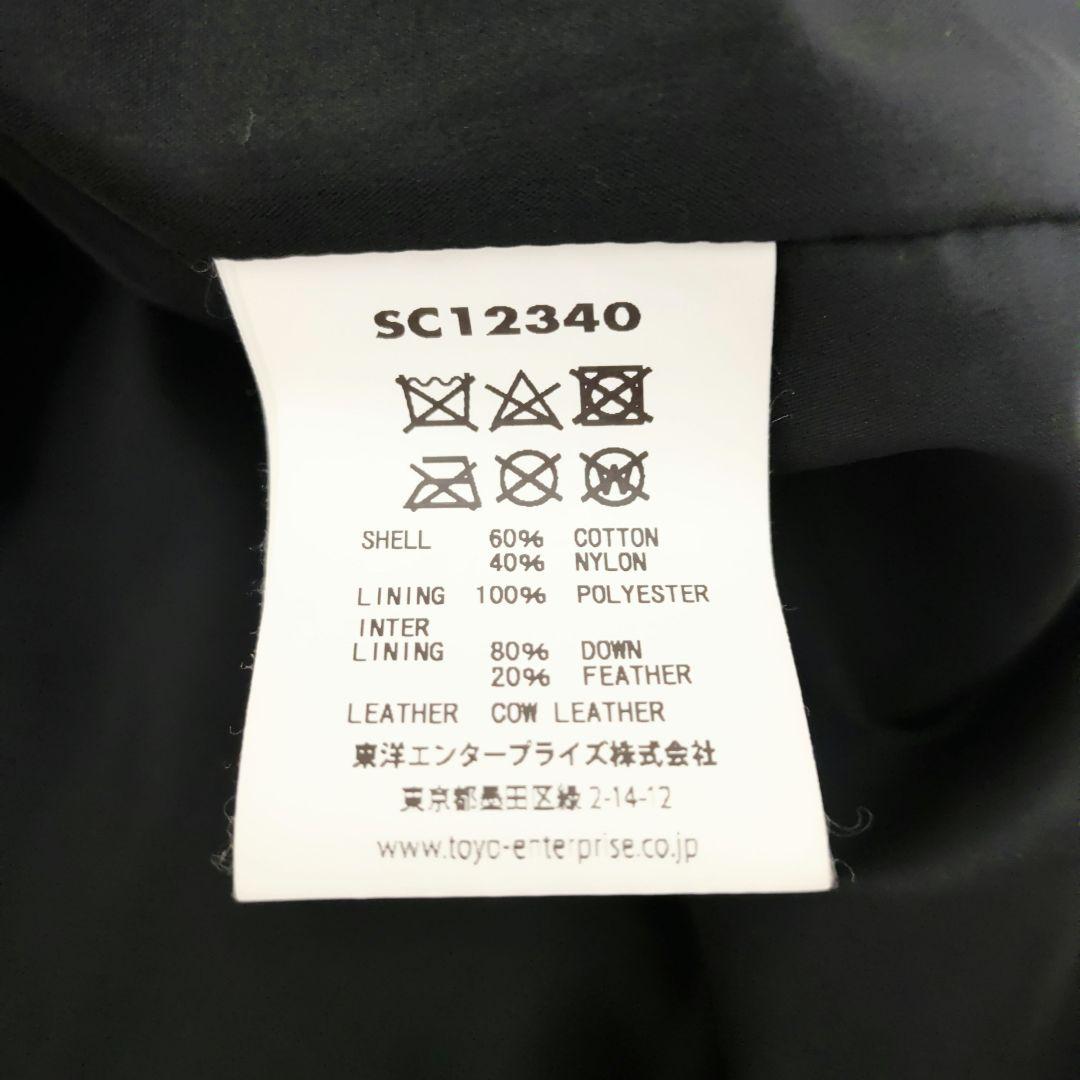 SC12340
W
SHELL 60% COTTON
40% NYLON
LINING 100% POLYESTER
INTER
LINING 80% DOWN
20% FEATHER
LEATHER COW LEATHER
東洋エンタープライズ株式会社
東京都墨田区緑 2-14-12
www.toyo-enterprise.co.jp